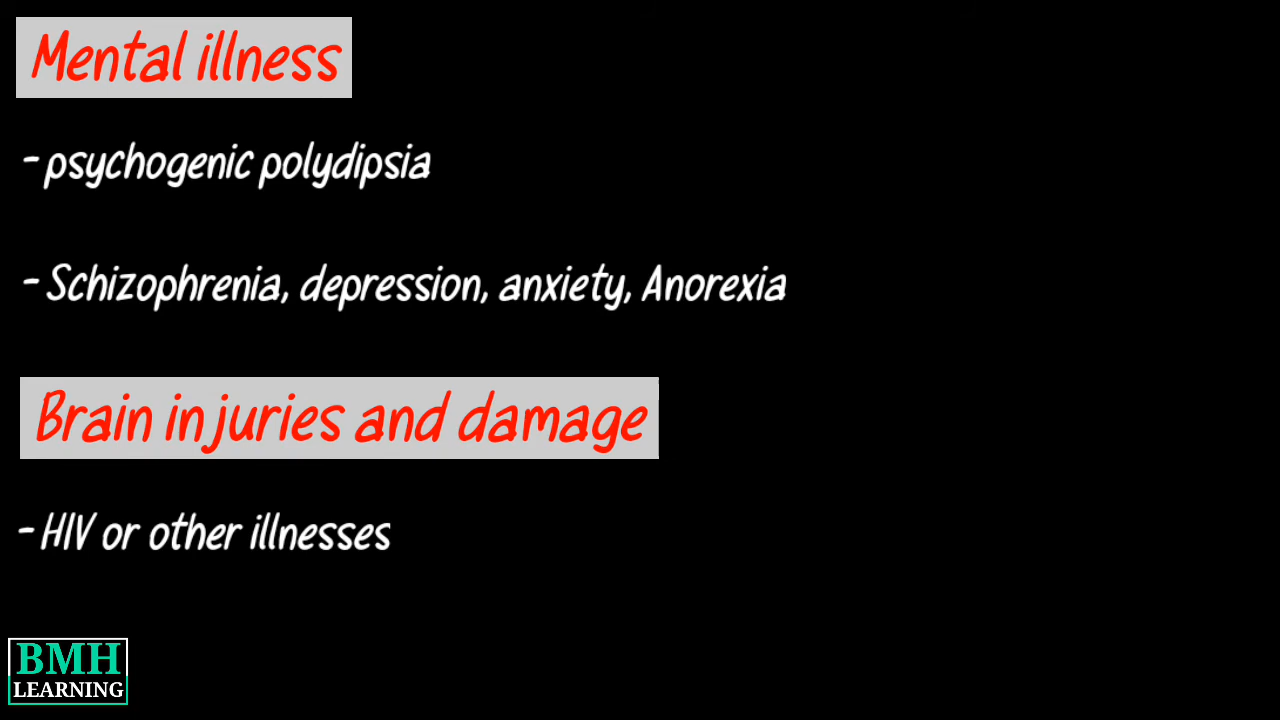 Mental illness
- psychogenic polydipsia
- Schizophrenia, depression, anxiety, Anorexia
Brain injuries and damage
- HIV or other illnesses
BMH
LEARNING